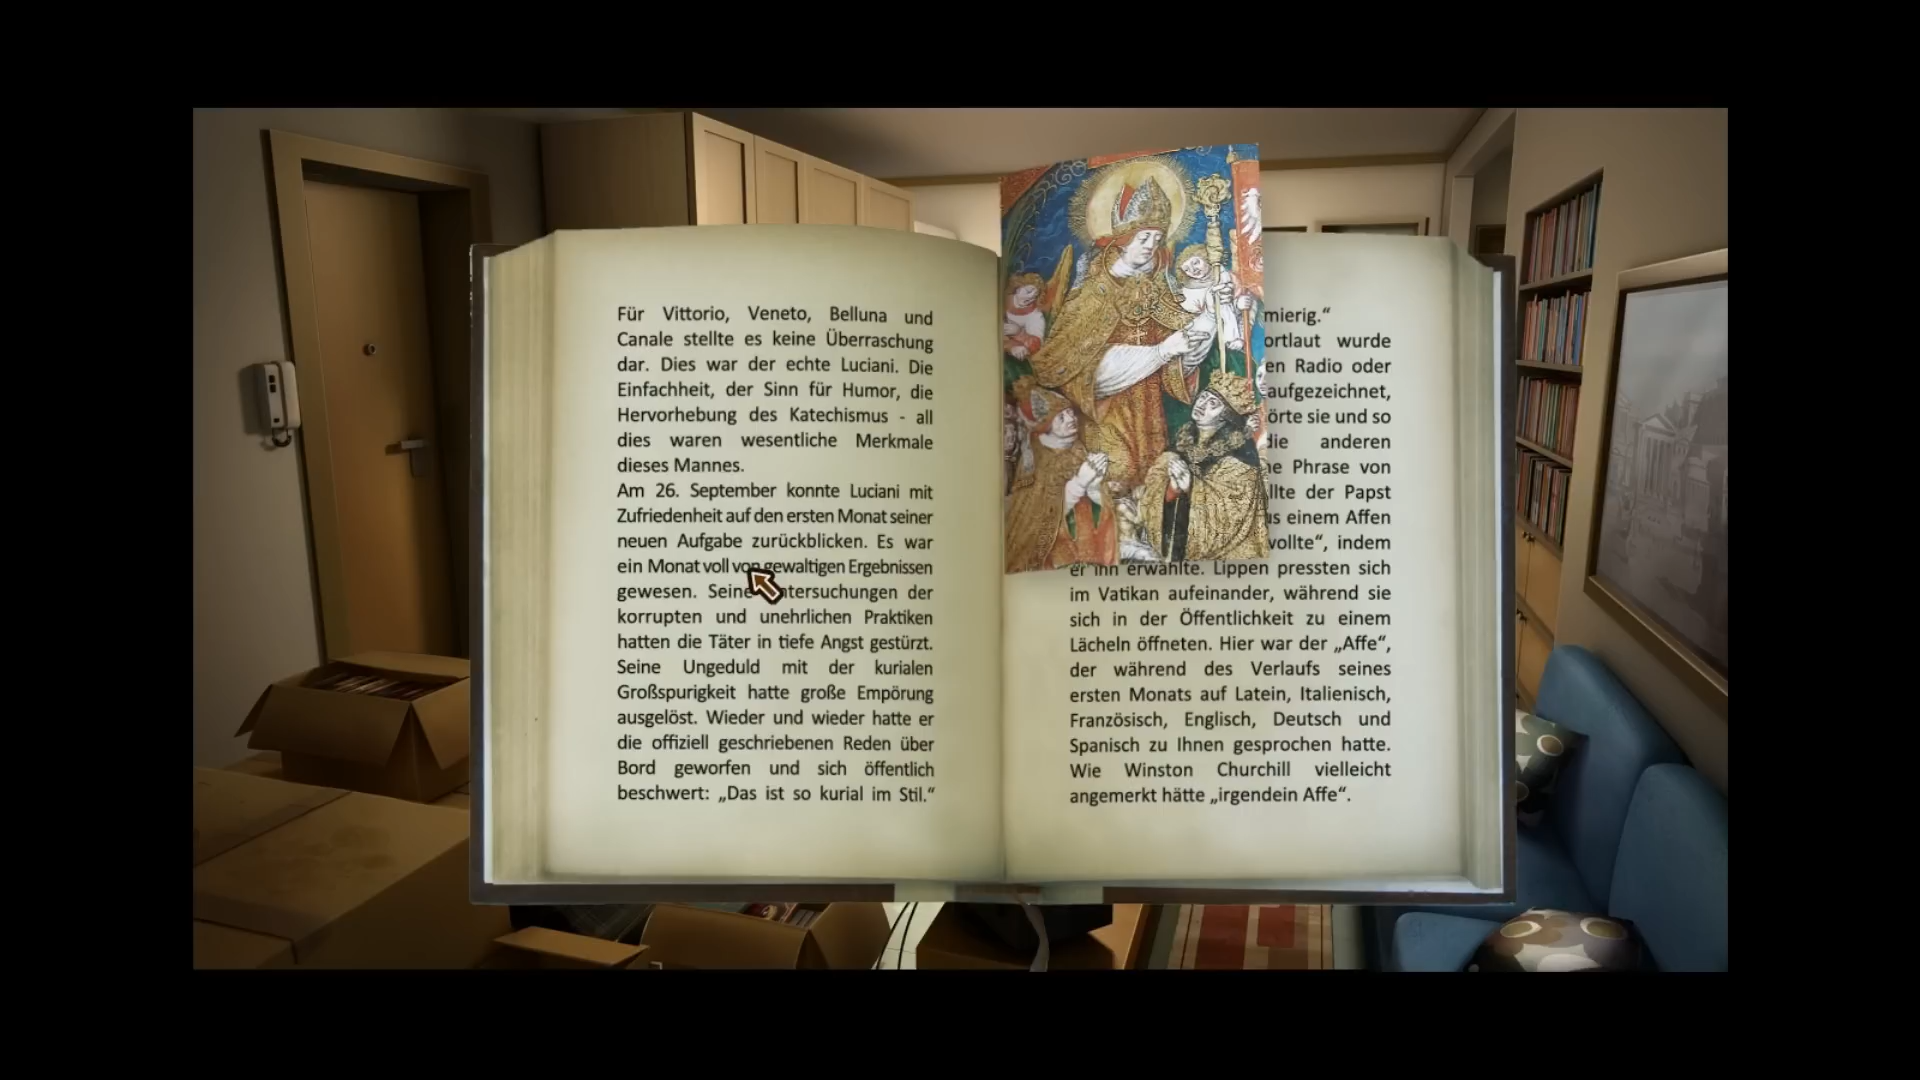 Für Vittorio, Veneto, Belluna und
Canale stellte es keine Überraschung
dar. Dies war der echte Luciani. Die
Einfachheit, der Sinn für Humor, die
Hervorhebung des Katechismus - all
dies waren wesentliche Merkmale
dieses Mannes.
Am 26. September konnte Luciani mit
Zufriedenheit auf den ersten Monat seiner
neuen Aufgabe zurückblicken. Es war
ein Monat voll von gewaltigen Ergebnissen
gewesen. Seine Untersuchungen der
korrupten und unehrlichen Praktiken
hatten die Täter in tiefe Angst gestürzt.
Seine Ungeduld mit der kurialen
Großspurigkeit hatte große Empörung
ausgelöst. Wieder und wieder hatte er
die offiziell geschriebenen Reden über
Bord geworfen und sich öffentlich
beschwert: „Das ist so kurial im Stil.“
mierig.“
ortlaut wurde
en Radio oder
aufgezeichnet,
örte sie und so
die anderen
ne Phrase von
llte der Papst
us einem Affen
vollte“, indem
er ihn erwählte. Lippen pressten sich
im Vatikan aufeinander, während sie
sich in der Öffentlichkeit zu einem
Lächeln öffneten. Hier war der „Affe“,
der während des Verlaufs seines
ersten Monats auf Latein, Italienisch,
Französisch, Englisch, Deutsch und
Spanisch zu Ihnen gesprochen hatte.
Wie Winston Churchill vielleicht
angemerkt hätte „irgendein Affe“.